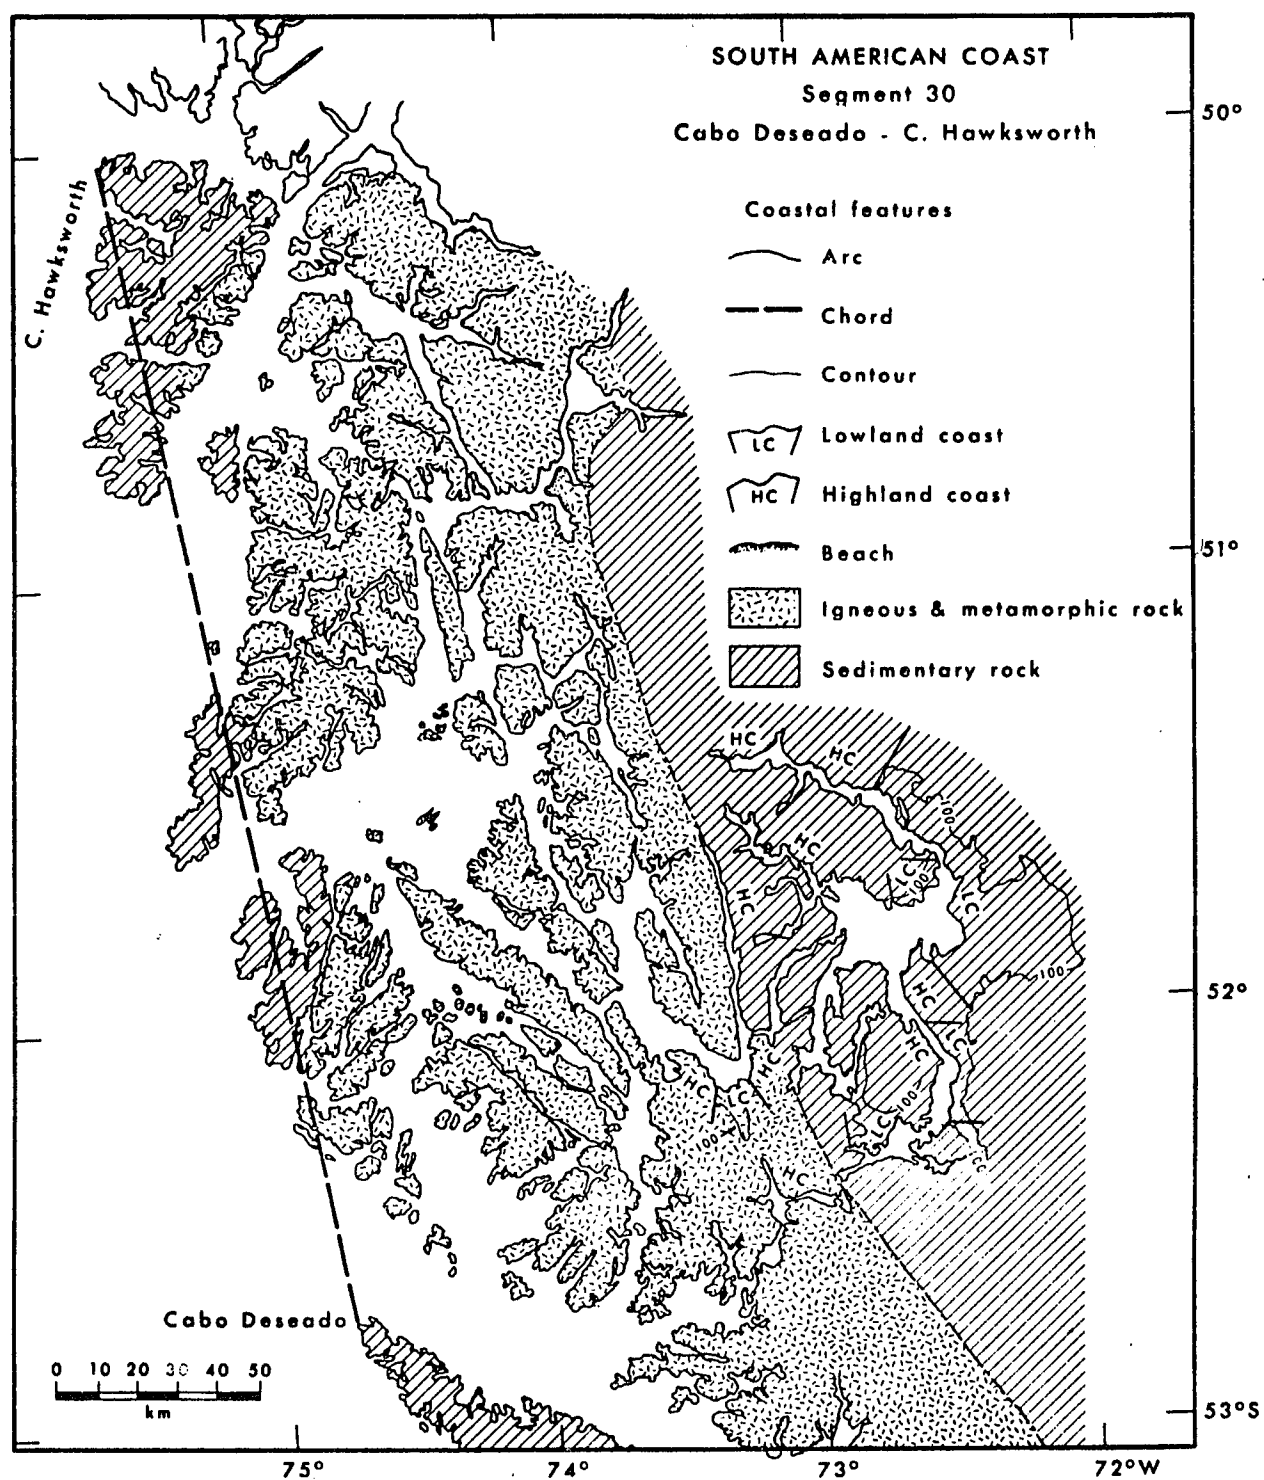 SOUTH AMERICAN COAST
Segment 30
Cabo Deseado - C. Hawksworth
50°
C. Hawksworth
Coastal features
Arc
Chord
Contour
LC Lowland coast
HC Highland coast
Beach
51°
Igneous & metamorphic rock
Sedimentary rock
HC
HC
100
HC
LC
100
HC
LC
100
52°
HC
HC
LC
HC
HC
LC
100
LC
100
HC
LC
Cabo Deseado
0 10 20 30 40 50
km
53°S
75° 74° 73° 72°W